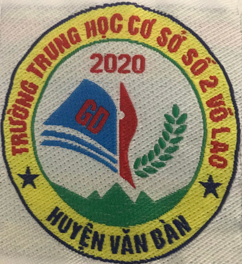 TRƯỜNG TRUNG HỌC CƠ SỞ SỐ 2 VÕ LAO
2020
GD
HUYỆN VĂN BÀN